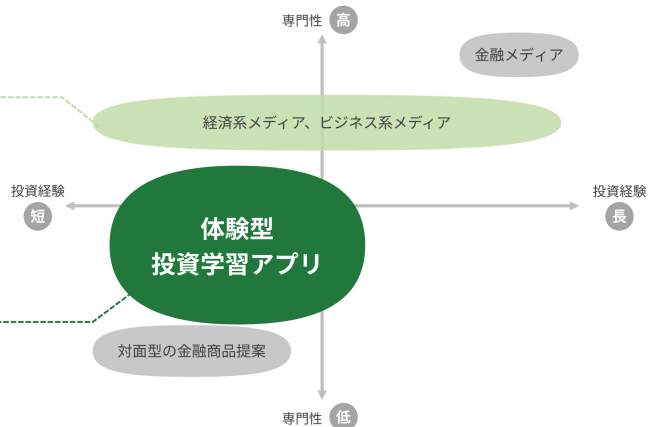 専門性 高
金融メディア
経済系メディア、ビジネス系メディア
投資経験
短
投資経験
長
体験型
投資学習アプリ
対面型の金融商品提案
専門性 低